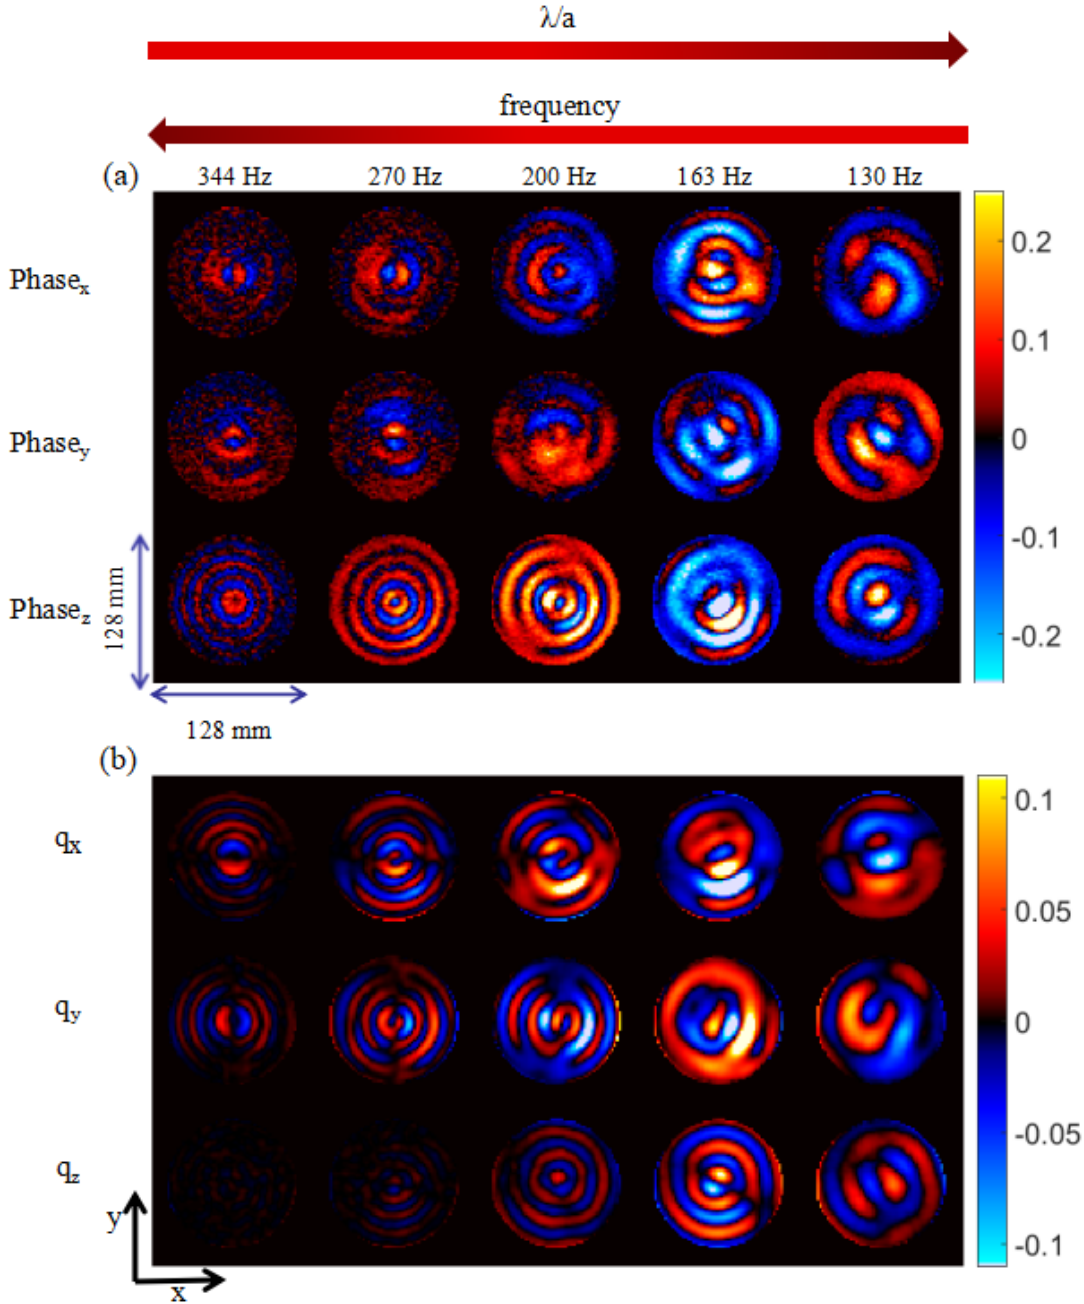 λ/a
frequency
(a)
344 Hz 270 Hz 200 Hz 163 Hz 130 Hz
Phasex
Phasey
Phasez
0.2
0.1
0
-0.1
-0.2
128 mm
128 mm
(b)
qx
qy
qz
0.1
0.05
0
-0.05
-0.1
y
x